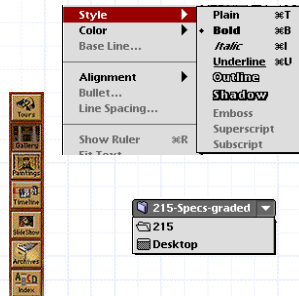 Style
Color
Base Line...
Alignment
Bullet...
Line Spacing...
Show Ruler ⌘R
Fit Text
Plain ⌘T
Bold ⌘B
Italic ⌘I
Underline ⌘U
Outline
Shadow
Emboss
Superscript
Subscript
Tours
Gallery
Paintings
Timeline
SlideShow
Archives
Index
215-Specs-graded
215
Desktop